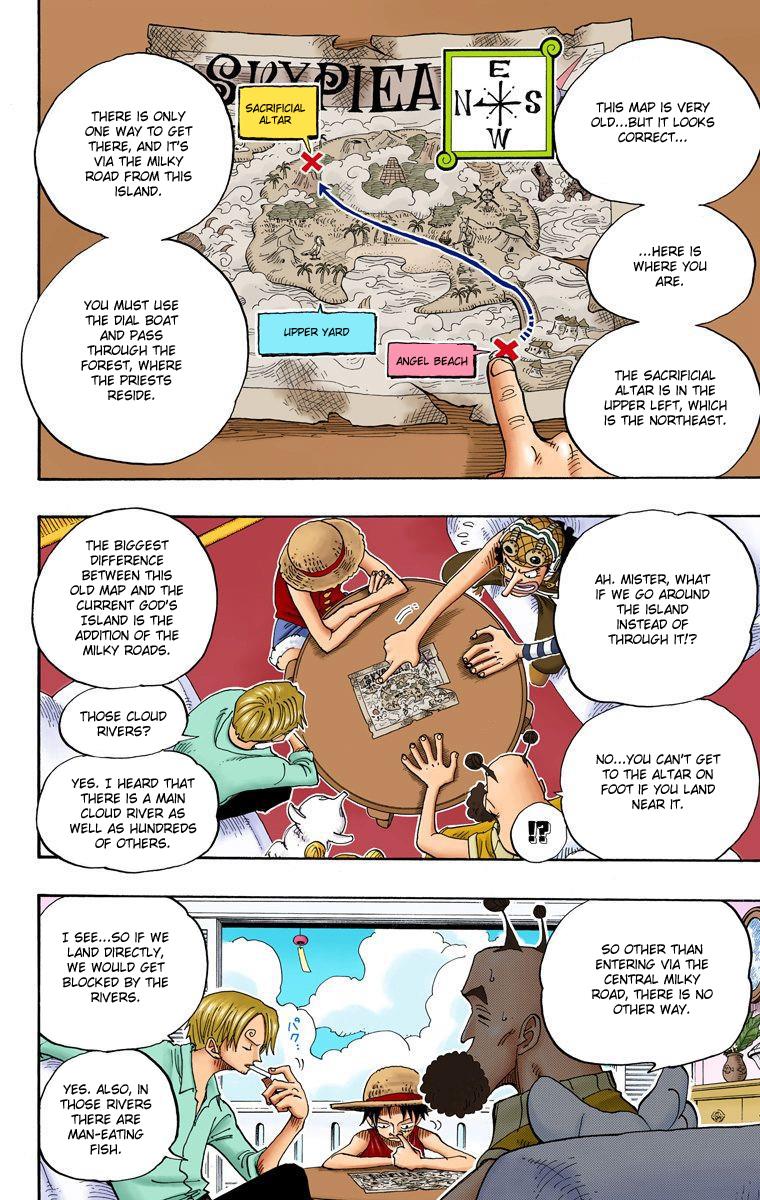 SKYPIEA
E
N S
W
THIS MAP IS VERY
OLD...BUT IT LOOKS
CORRECT...
...HERE IS
WHERE YOU
ARE.
THE SACRIFICIAL
ALTAR IS IN THE
UPPER LEFT, WHICH
IS THE NORTHEAST.
SACRIFICIAL
ALTAR
UPPER YARD
ANGEL BEACH
THERE IS ONLY
ONE WAY TO GET
THERE, AND IT'S
VIA THE MILKY
ROAD FROM THIS
ISLAND.
YOU MUST USE
THE DIAL BOAT
AND PASS
THROUGH THE
FOREST, WHERE
THE PRIESTS
RESIDE.
AH. MISTER, WHAT
IF WE GO AROUND
THE ISLAND
INSTEAD OF
THROUGH IT!?
NO...YOU CAN'T GET
TO THE ALTAR ON
FOOT IF YOU LAND
NEAR IT.
!?
THE BIGGEST
DIFFERENCE
BETWEEN THIS
OLD MAP AND THE
CURRENT GOD'S
ISLAND IS THE
ADDITION OF THE
MILKY ROADS.
THOSE CLOUD
RIVERS?
YES. I HEARD THAT
THERE IS A MAIN
CLOUD RIVER AS
WELL AS HUNDREDS
OF OTHERS.
SO OTHER THAN
ENTERING VIA THE
CENTRAL MILKY
ROAD, THERE IS NO
OTHER WAY.
I SEE...SO IF WE
LAND DIRECTLY,
WE WOULD GET
BLOCKED BY THE
RIVERS.
パク…
YES. ALSO, IN
THOSE RIVERS
THERE ARE
MAN-EATING
FISH.